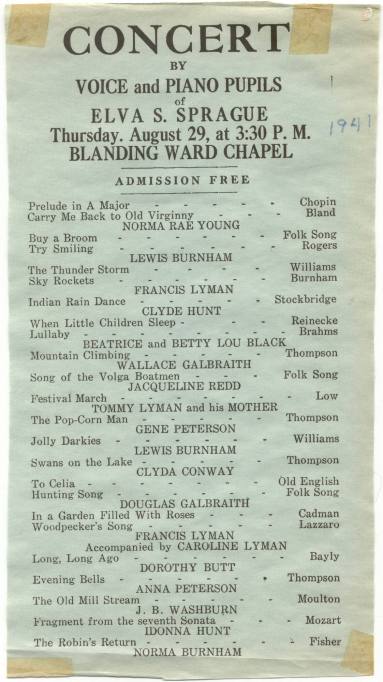 CONCERT
BY
VOICE and PIANO PUPILS
of
ELVA S. SPRAGUE
Thursday. August 29, at 3:30 P. M.
1941
BLANDING WARD CHAPEL
ADMISSION FREE
Prelude in A Major - - - - - Chopin
Carry Me Back to Old Virginny - - - Bland
NORMA RAE YOUNG
Buy a Broom - - - - - - Folk Song
Try Smiling - - - - - - Rogers
LEWIS BURNHAM
The Thunder Storm - - - - - Williams
Sky Rockets - - - - - - Burnham
FRANCIS LYMAN
Indian Rain Dance - - - - - Stockbridge
CLYDE HUNT
When Little Children Sleep - - - - Reinecke
Lullaby - - - - - - - Brahms
BEATRICE and BETTY LOU BLACK
Mountain Climbing - - - - - Thompson
WALLACE GALBRAITH
Song of the Volga Boatmen - - - - Folk Song
JACQUELINE REDD
Festival March - - - - - - Low
TOMMY LYMAN and his MOTHER
The Pop-Corn Man - - - - - Thompson
GENE PETERSON
Jolly Darkies - - - - - - Williams
LEWIS BURNHAM
Swans on the Lake - - - - - Thompson
CLYDA CONWAY
To Celia - - - - - - - Old English
Hunting Song - - - - - - Folk Song
DOUGLAS GALBRAITH
In a Garden Filled With Roses - - - Cadman
Woodpecker's Song - - - - - Lazzaro
FRANCIS LYMAN
Accompanied by CAROLINE LYMAN
Long, Long Ago - - - - - - Bayly
DOROTHY BUTT
Evening Bells - - - - - - Thompson
ANNA PETERSON
The Old Mill Stream - - - - - Moulton
J. B. WASHBURN
Fragment from the seventh Sonata - - - Mozart
IDONNA HUNT
The Robin's Return - - - - - Fisher
NORMA BURNHAM